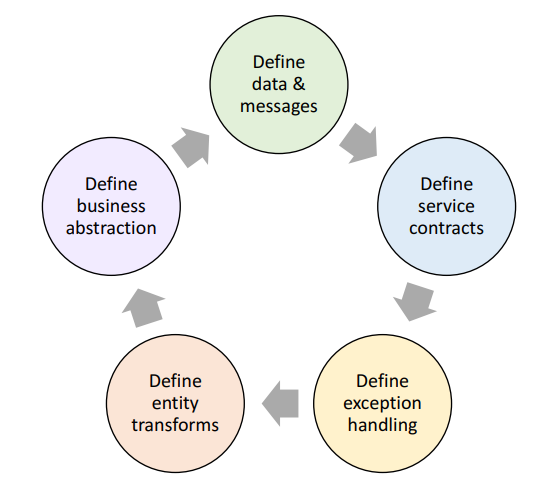 Define
data &
messages
Define
service
contracts
Define
exception
handling
Define
entity
transforms
Define
business
abstraction